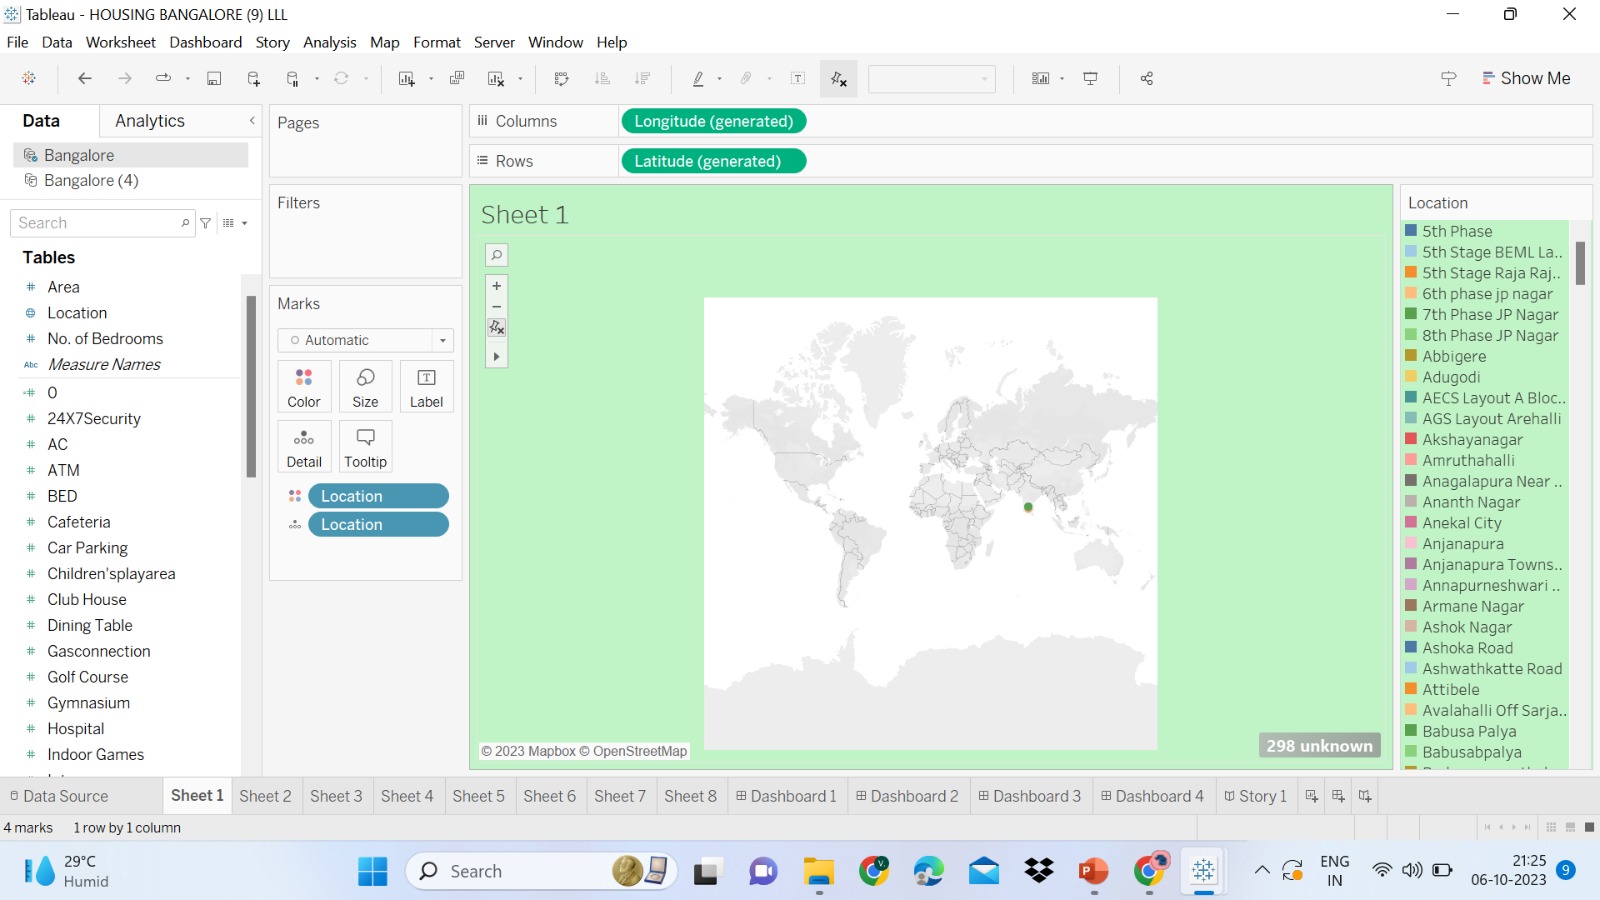 Tableau - HOUSING BANGALORE (9) LLL
File Data Worksheet Dashboard Story Analysis Map Format Server Window Help
Show Me
Data Analytics
Bangalore
Bangalore (4)
Search
Tables
# Area
Location
# No. of Bedrooms
Abc Measure Names
# 0
# 24X7Security
# AC
# ATM
# BED
# Cafeteria
# Car Parking
# Children'splayarea
# Club House
# Dining Table
# Gasconnection
# Golf Course
# Gymnasium
# Hospital
# Indoor Games
Pages
Filters
Marks
Automatic
Color Size Label
Detail Tooltip
Location
Location
Columns Longitude (generated)
Rows Latitude (generated)
Sheet 1
© 2023 Mapbox © OpenStreetMap
298 unknown
Location
5th Phase
5th Stage BEML La..
5th Stage Raja Raj..
6th phase jp nagar
7th Phase JP Nagar
8th Phase JP Nagar
Abbigere
Adugodi
AECS Layout A Bloc..
AGS Layout Arehalli
Akshayanagar
Amruthahalli
Anagalapura Near ..
Ananth Nagar
Anekal City
Anjanapura
Anjanapura Towns..
Annapurneshwari ..
Armane Nagar
Ashok Nagar
Ashoka Road
Ashwathkatte Road
Attibele
Avalahalli Off Sarja..
Babusa Palya
Babusabpalya
Data Source Sheet 1 Sheet 2 Sheet 3 Sheet 4 Sheet 5 Sheet 6 Sheet 7 Sheet 8 Dashboard 1 Dashboard 2 Dashboard 3 Dashboard 4 Story 1
4 marks 1 row by 1 column
29°C
Humid
Search
ENG
IN
21:25
06-10-2023
9